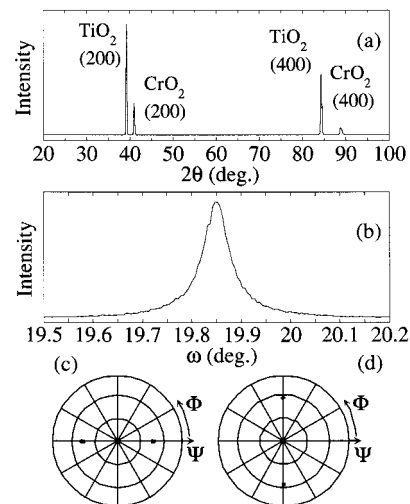 TiO2 (200)
CrO2 (200)
TiO2 (400)
CrO2 (400)
(a)
Intensity
20 30 40 50 60 70 80 90 100
2θ (deg.)
(b)
Intensity
19.5 19.6 19.7 19.8 19.9 20 20.1 20.2
ω (deg.)
(c)
Φ
Ψ
(d)
Φ
Ψ